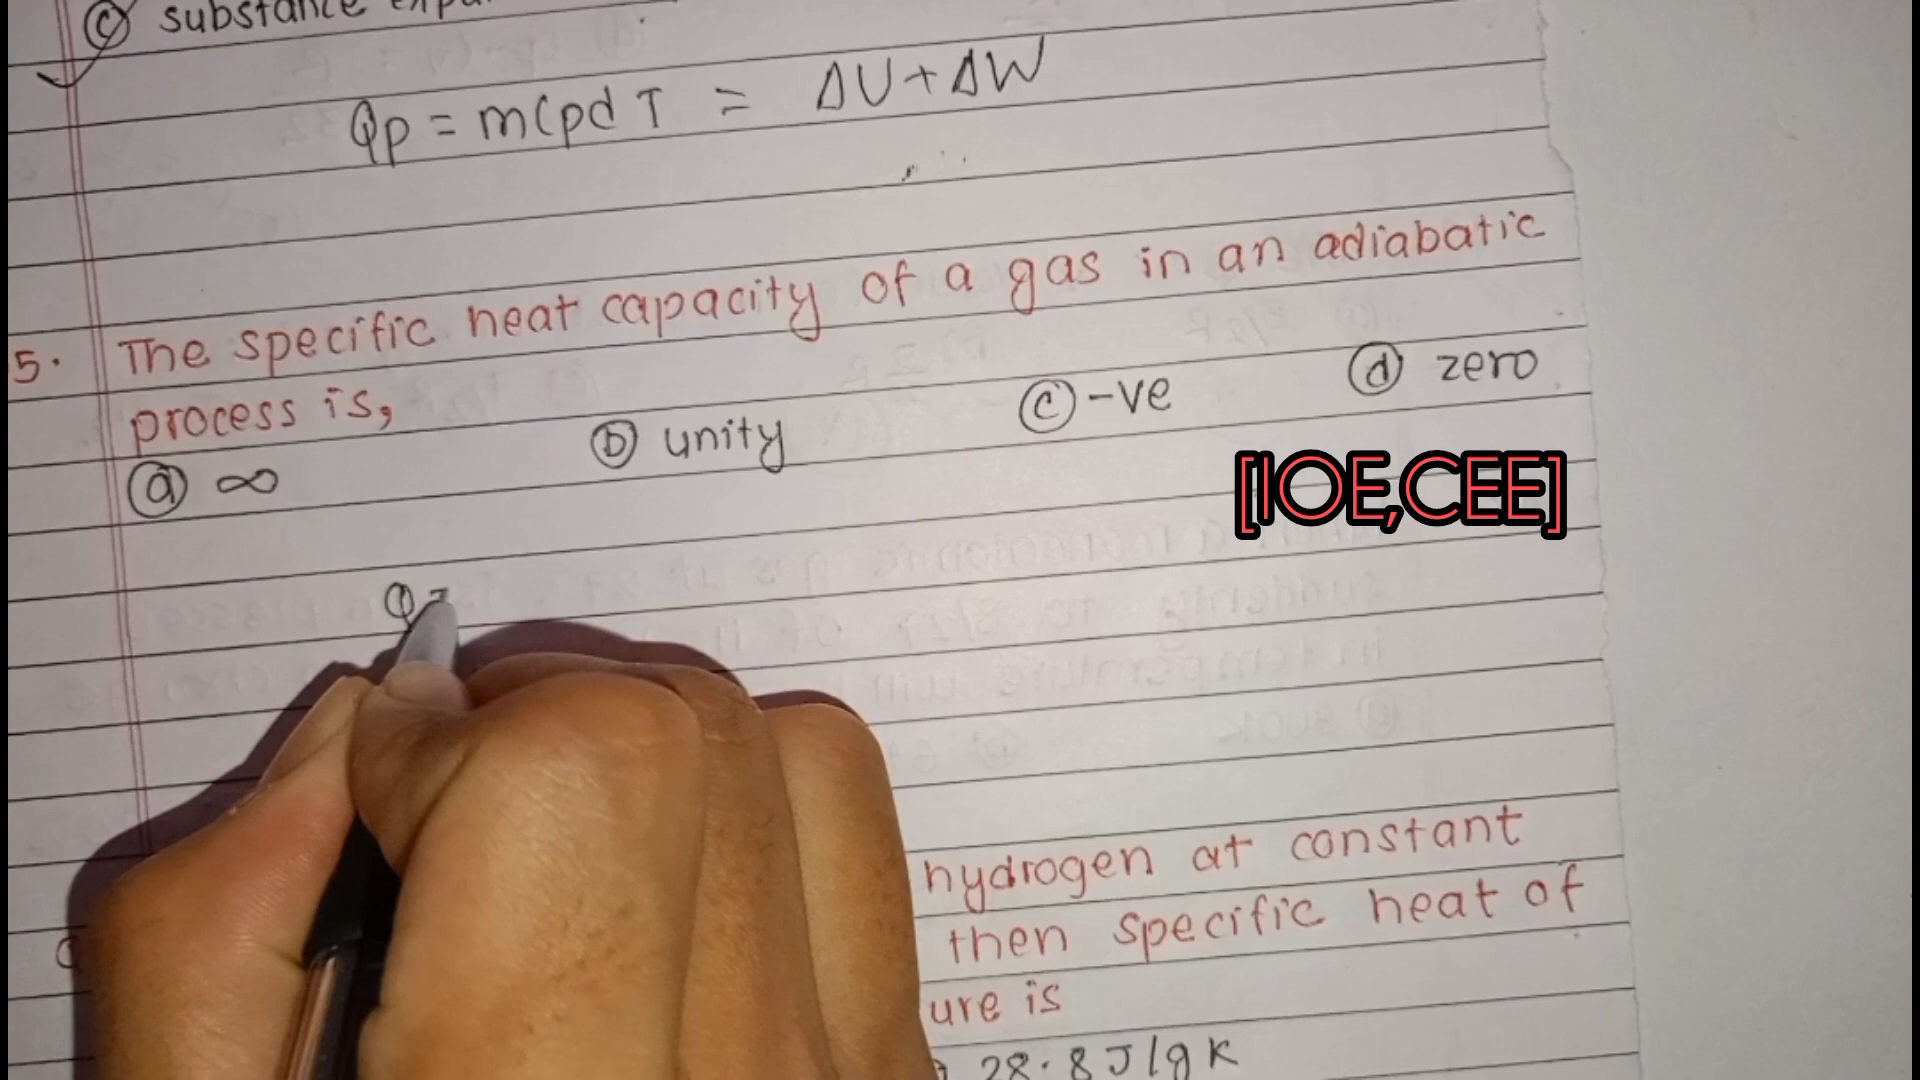 (c) substance
Qp = mCpdT = ΔU + ΔW
5. The specific heat capacity of a gas in an adiabatic
process is,
(a) ∞ (b) unity (c) -ve (d) zero
[IOE,CEE]
Q =
hydrogen at constant
then specific heat of
ure is
28.8 J/gK